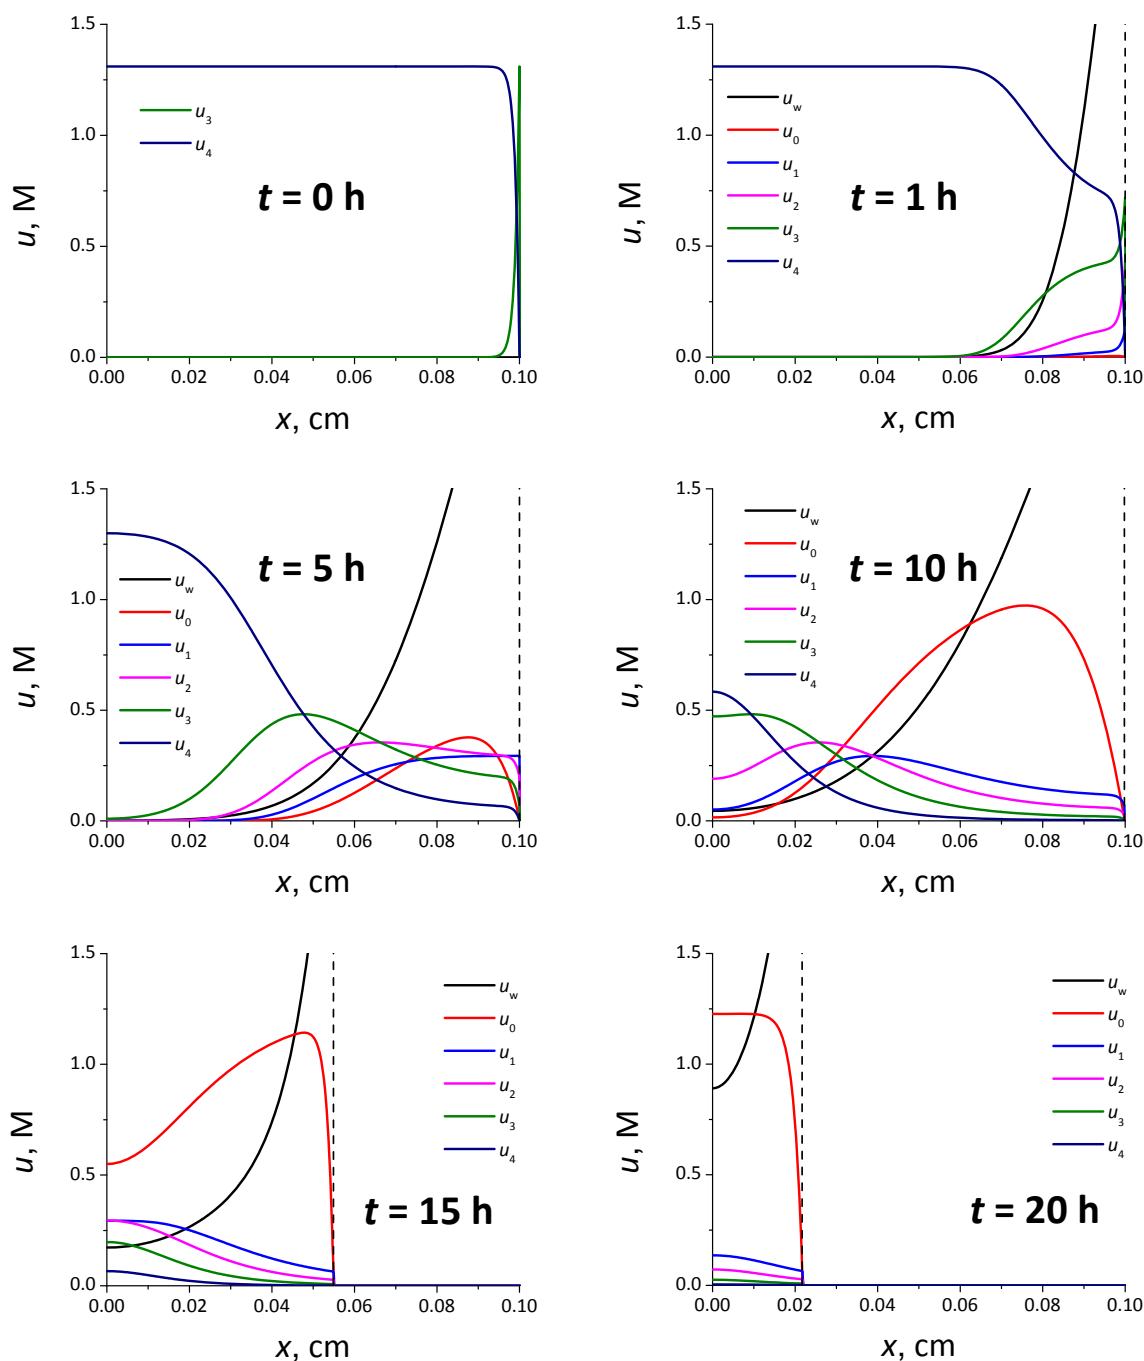 u, M
1.5
1.0
0.5
0.0
u₃
u₄
t = 0 h
0.00 0.02 0.04 0.06 0.08 0.10
x, cm
u, M
1.5
1.0
0.5
0.0
u_w
u₀
u₁
u₂
u₃
u₄
t = 1 h
0.00 0.02 0.04 0.06 0.08 0.10
x, cm
u, M
1.5
1.0
0.5
0.0
u_w
u₀
u₁
u₂
u₃
u₄
t = 5 h
0.00 0.02 0.04 0.06 0.08 0.10
x, cm
u, M
1.5
1.0
0.5
0.0
u_w
u₀
u₁
u₂
u₃
u₄
t = 10 h
0.00 0.02 0.04 0.06 0.08 0.10
x, cm
u, M
1.5
1.0
0.5
0.0
u_w
u₀
u₁
u₂
u₃
u₄
t = 15 h
0.00 0.02 0.04 0.06 0.08 0.10
x, cm
u, M
1.5
1.0
0.5
0.0
u_w
u₀
u₁
u₂
u₃
u₄
t = 20 h
0.00 0.02 0.04 0.06 0.08 0.10
x, cm